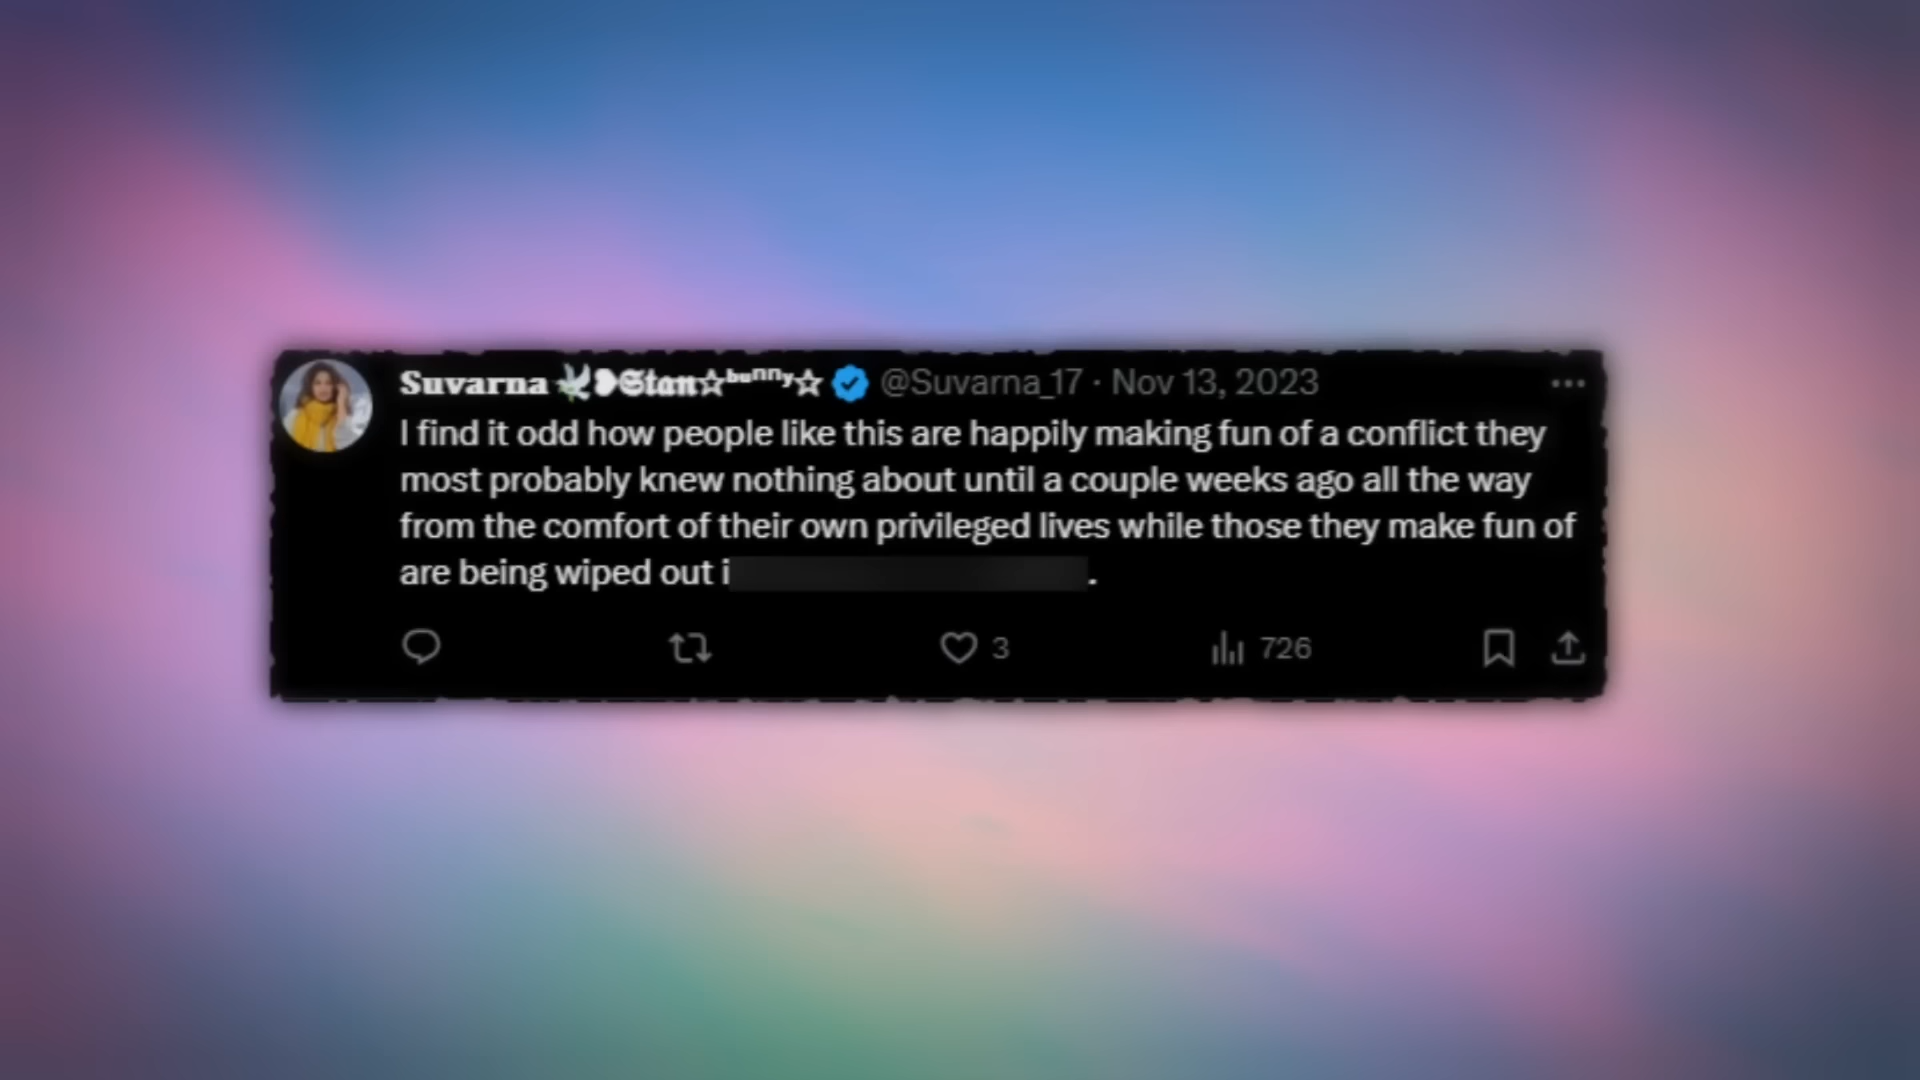 Suvarna 🕊️❥𝕾𝖙𝖆𝖓☆ᵇᵘⁿⁿʸ☆ @Suvarna_17 · Nov 13, 2023
I find it odd how people like this are happily making fun of a conflict they
most probably knew nothing about until a couple weeks ago all the way
from the comfort of their own privileged lives while those they make fun of
are being wiped out i .
3 726